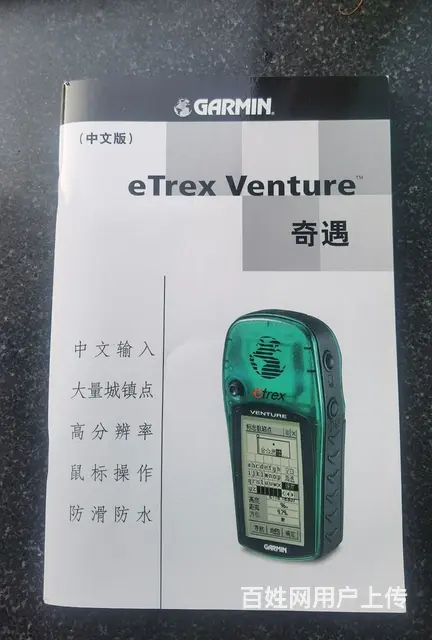 GARMIN
（中文版）
eTrex Venture™
奇遇
中文输入
大量城镇点
高分辨率
鼠标操作
防滑防水
etrex
VENTURE
GARMIN
百姓网用户上传